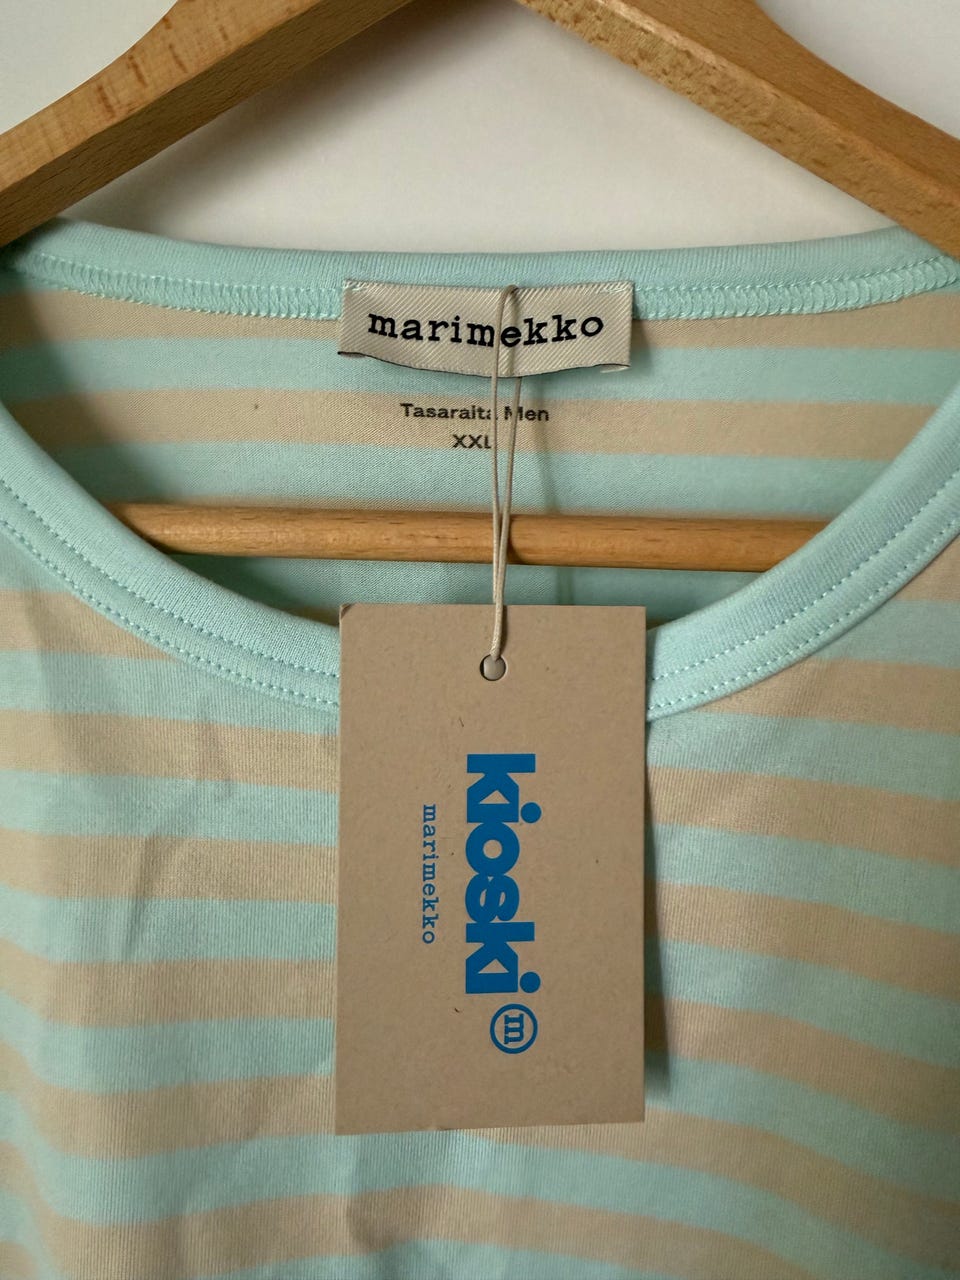 marimekko
Tasaraita Men
XXL
kioski
m
marimekko